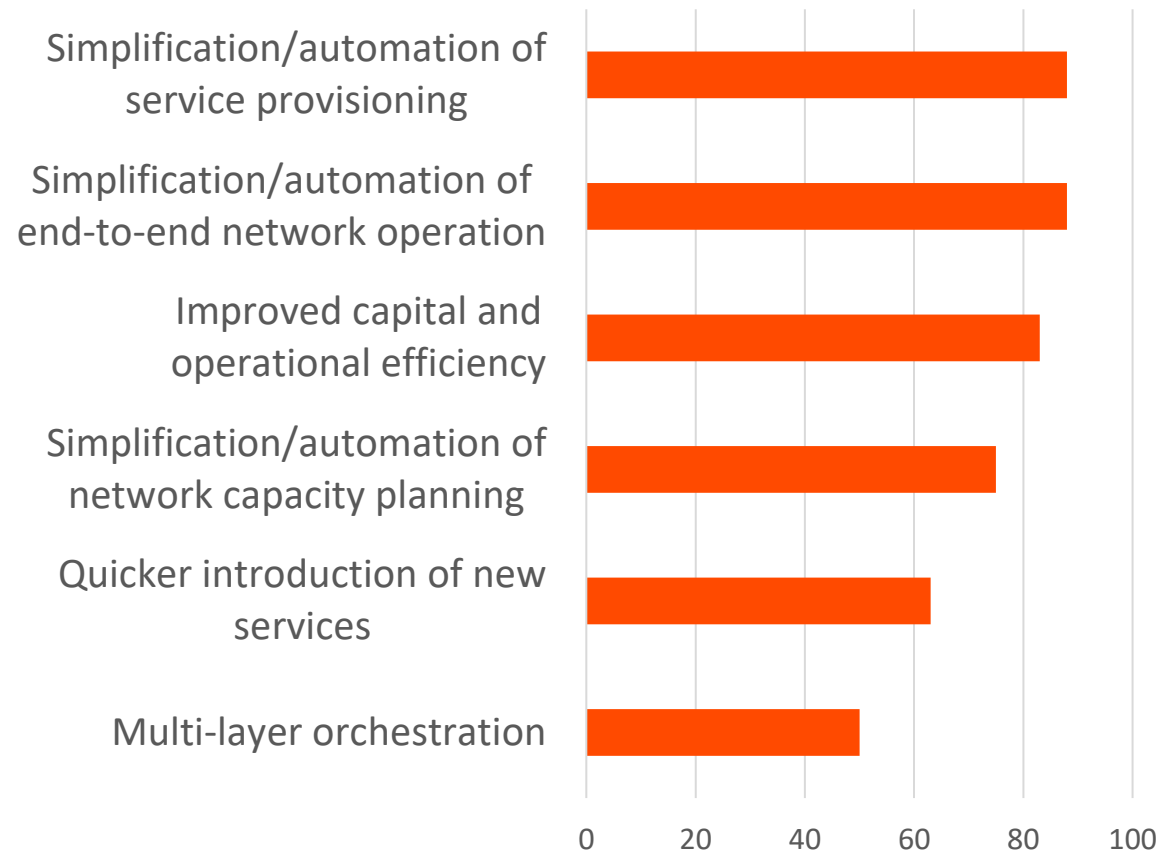 Simplification/automation of
service provisioning
Simplification/automation of
end-to-end network operation
Improved capital and
operational efficiency
Simplification/automation of
network capacity planning
Quicker introduction of new
services
Multi-layer orchestration
0 20 40 60 80 100